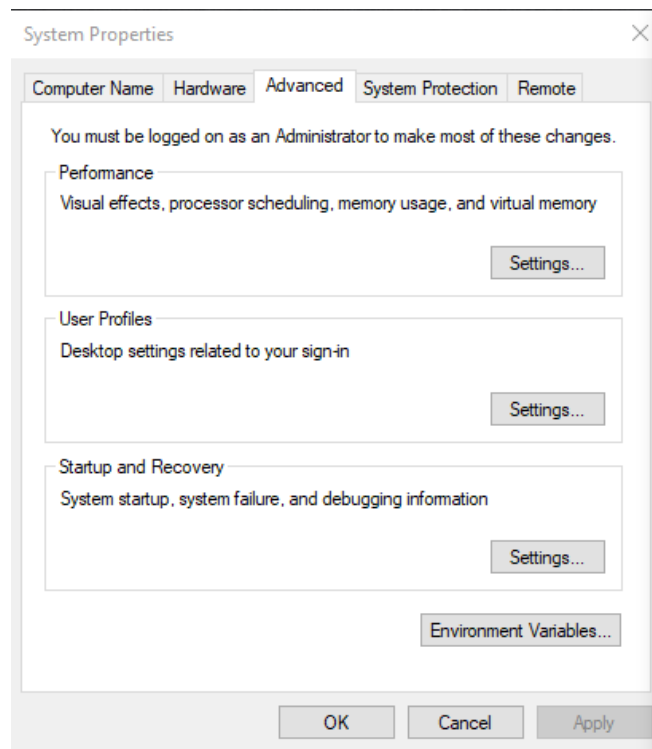 System Properties
Computer Name Hardware Advanced System Protection Remote
You must be logged on as an Administrator to make most of these changes.
Performance
Visual effects, processor scheduling, memory usage, and virtual memory
Settings...
User Profiles
Desktop settings related to your sign-in
Settings...
Startup and Recovery
System startup, system failure, and debugging information
Settings...
Environment Variables...
OK Cancel Apply